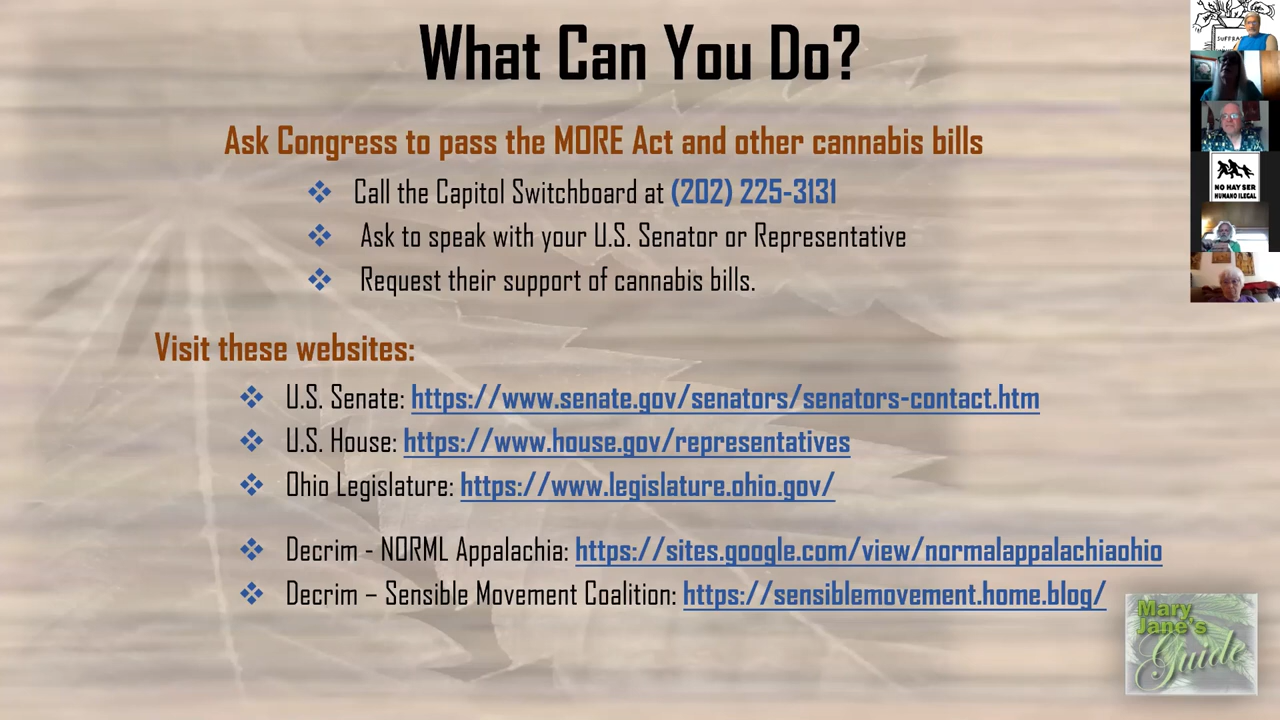 What Can You Do?
Ask Congress to pass the MORE Act and other cannabis bills
Call the Capitol Switchboard at (202) 225-3131
Ask to speak with your U.S. Senator or Representative
Request their support of cannabis bills.
Visit these websites:
U.S. Senate: https://www.senate.gov/senators/senators-contact.htm
U.S. House: https://www.house.gov/representatives
Ohio Legislature: https://www.legislature.ohio.gov/
Decrim - NORML Appalachia: https://sites.google.com/view/normalappalachiaohio
Decrim – Sensible Movement Coalition: https://sensiblemovement.home.blog/
NO HAY SER
HUMANO ILEGAL
Mary
Jane's
Guide